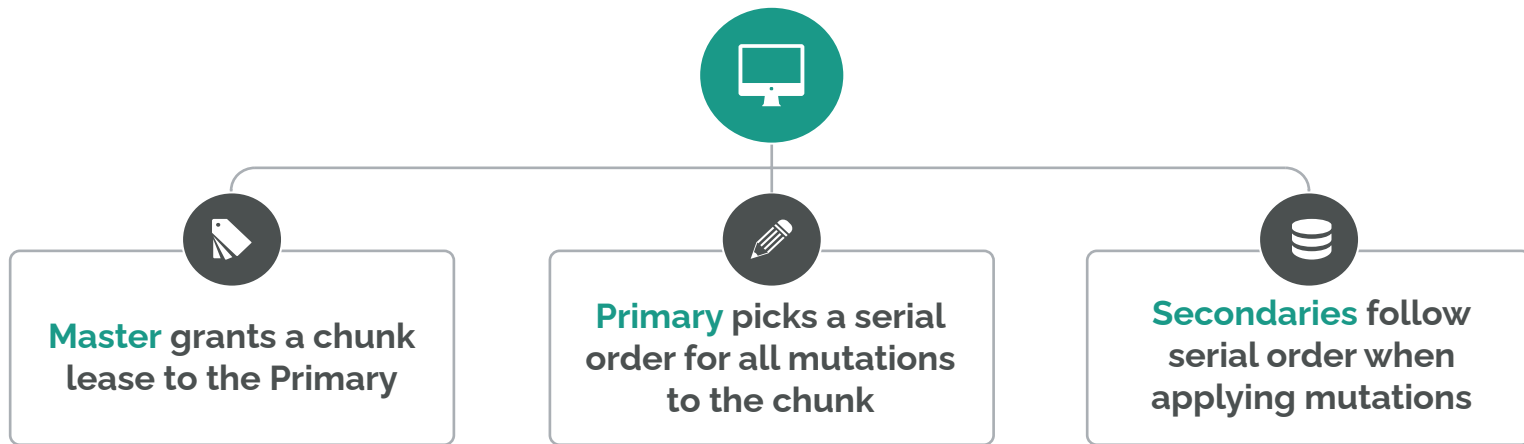 Master grants a chunk
lease to the Primary
Primary picks a serial
order for all mutations
to the chunk
Secondaries follow
serial order when
applying mutations